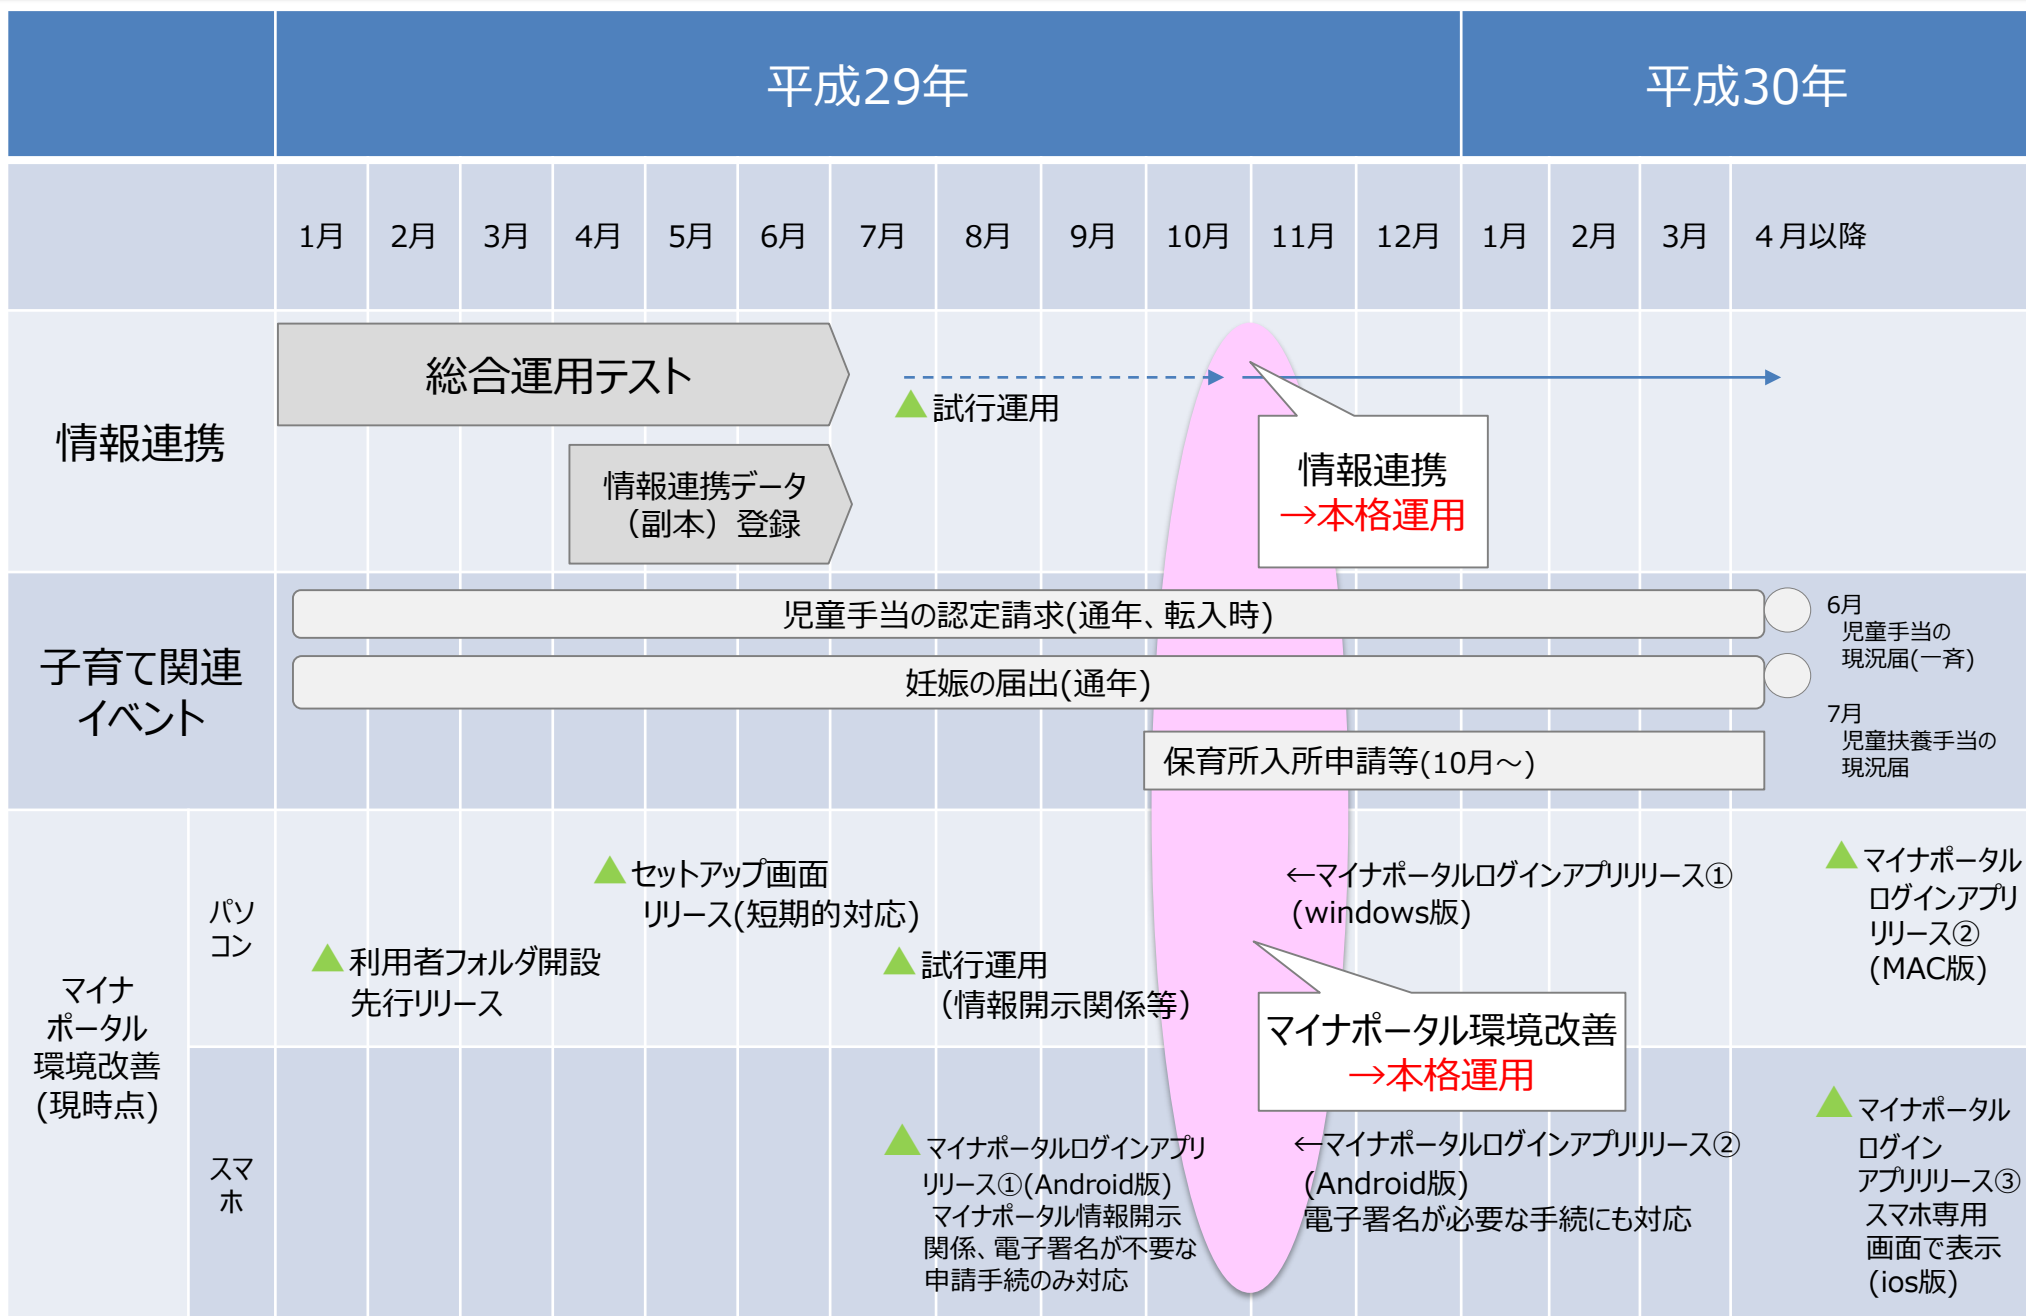 平成29年
平成30年
1月
2月
3月
4月
5月
6月
7月
8月
9月
10月
11月
12月
1月
2月
3月
4月以降
情報連携
総合運用テスト
▲試行運用
情報連携データ
（副本）登録
情報連携
→本格運用
子育て関連
イベント
児童手当の認定請求(通年、転入時)
妊娠の届出(通年)
保育所入所申請等(10月～)
6月
児童手当の
現況届(一斉)
7月
児童扶養手当の
現況届
マイナ
ポータル
環境改善
(現時点)
パソ
コン
▲セットアップ画面
リリース(短期的対応)
▲利用者フォルダ開設
先行リリース
▲試行運用
（情報開示関係等）
←マイナポータルログインアプリリリース①
(windows版)
マイナポータル環境改善
→本格運用
▲マイナポータル
ログインアプリ
リリース②
(MAC版)
スマ
ホ
▲マイナポータルログインアプリ
リリース①(Android版)
マイナポータル情報開示
関係、電子署名が不要な
申請手続のみ対応
←マイナポータルログインアプリリリース②
(Android版)
電子署名が必要な手続にも対応
▲マイナポータル
ログイン
アプリリリース③
スマホ専用
画面で表示
(ios版)